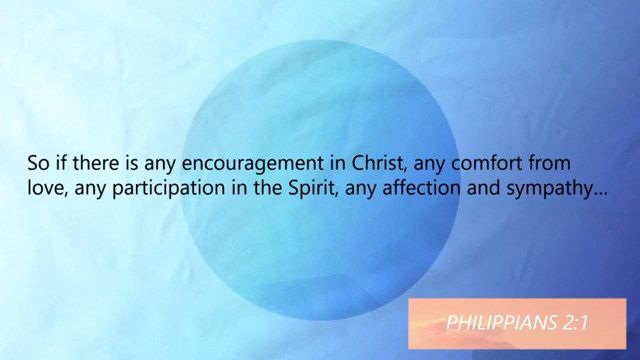 So if there is any encouragement in Christ, any comfort from
love, any participation in the Spirit, any affection and sympathy...
PHILIPPIANS 2:1